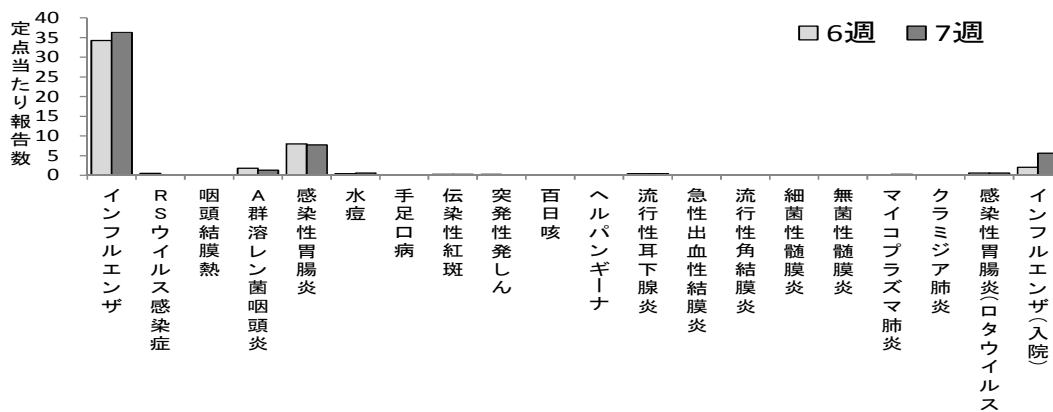 定点当たり報告数
40
35
30
25
20
15
10
5
0
6週
7週
インフルエンザ
RSウイルス感染症
咽頭結膜熱
A群溶レン菌咽頭炎
感染性胃腸炎
水痘
手足口病
伝染性紅斑
突発性発しん
百日咳
ヘルパンギーナ
流行性耳下腺炎
急性出血性結膜炎
流行性角結膜炎
細菌性髄膜炎
無菌性髄膜炎
マイコプラズマ肺炎
クラミジア肺炎
感染性胃腸炎(ロタウイルス
インフルエンザ(入院)